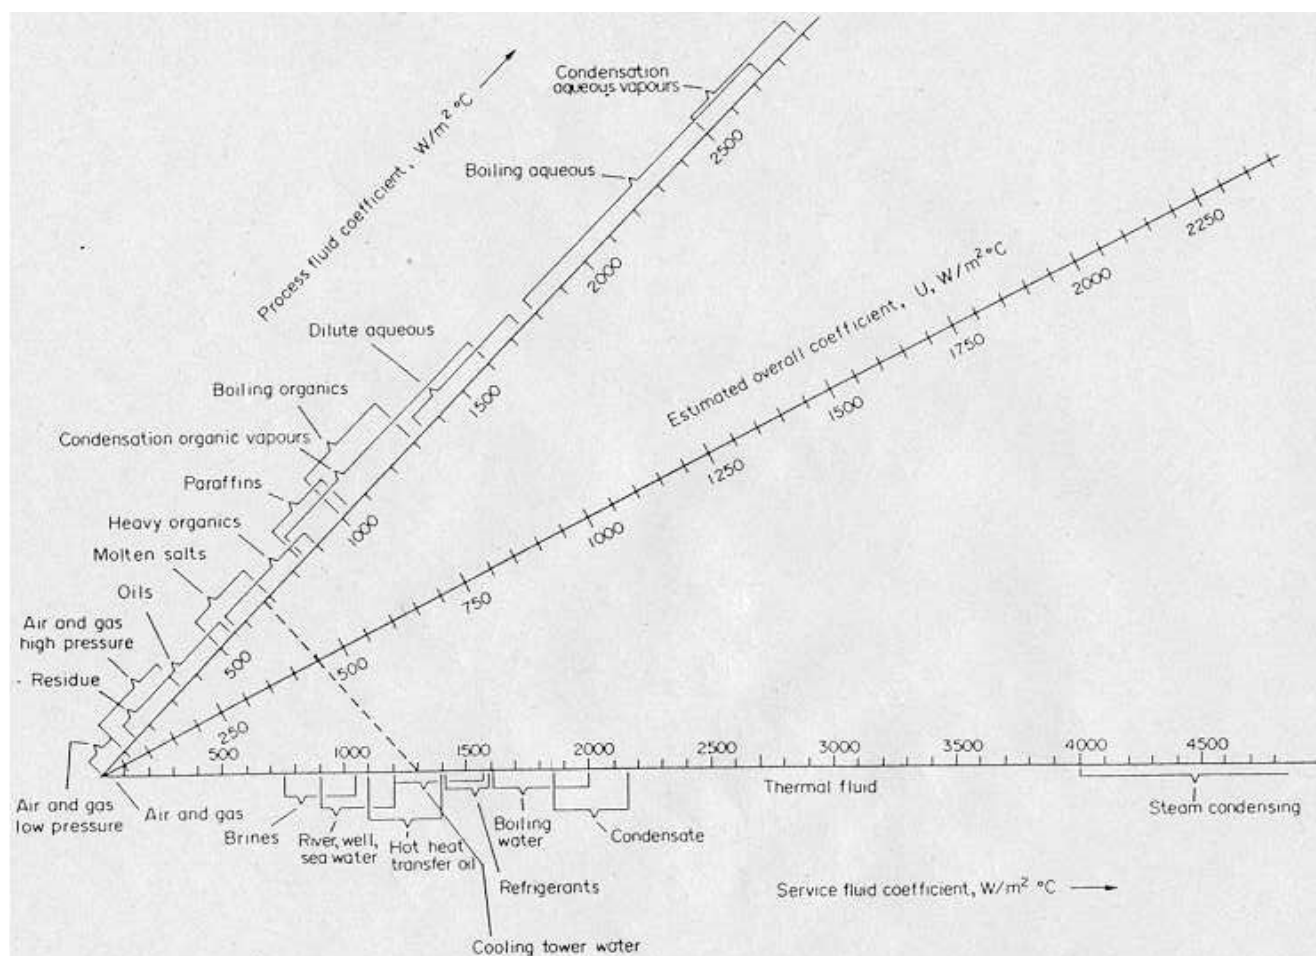 Condensation
aqueous vapours
Process fluid coefficient, W/m² °C
2500
Boiling aqueous
2250
2000
Estimated overall coefficient, U, W/m²°C
2000
Dilute aqueous
1750
Boiling organics
1500
1500
Condensation organic vapours
1250
Paraffins
1000
Heavy organics
1000
Molten salts
Oils
750
Air and gas
high pressure
500
500
Residue
250
500
1000
1500
2000
2500
3000
3500
4000
4500
Thermal fluid
Air and gas
low pressure
Air and gas
Brines
River, well,
sea water
Hot heat
transfer oil
Boiling
water
Condensate
Steam condensing
Refrigerants
Service fluid coefficient, W/m² °C
Cooling tower water